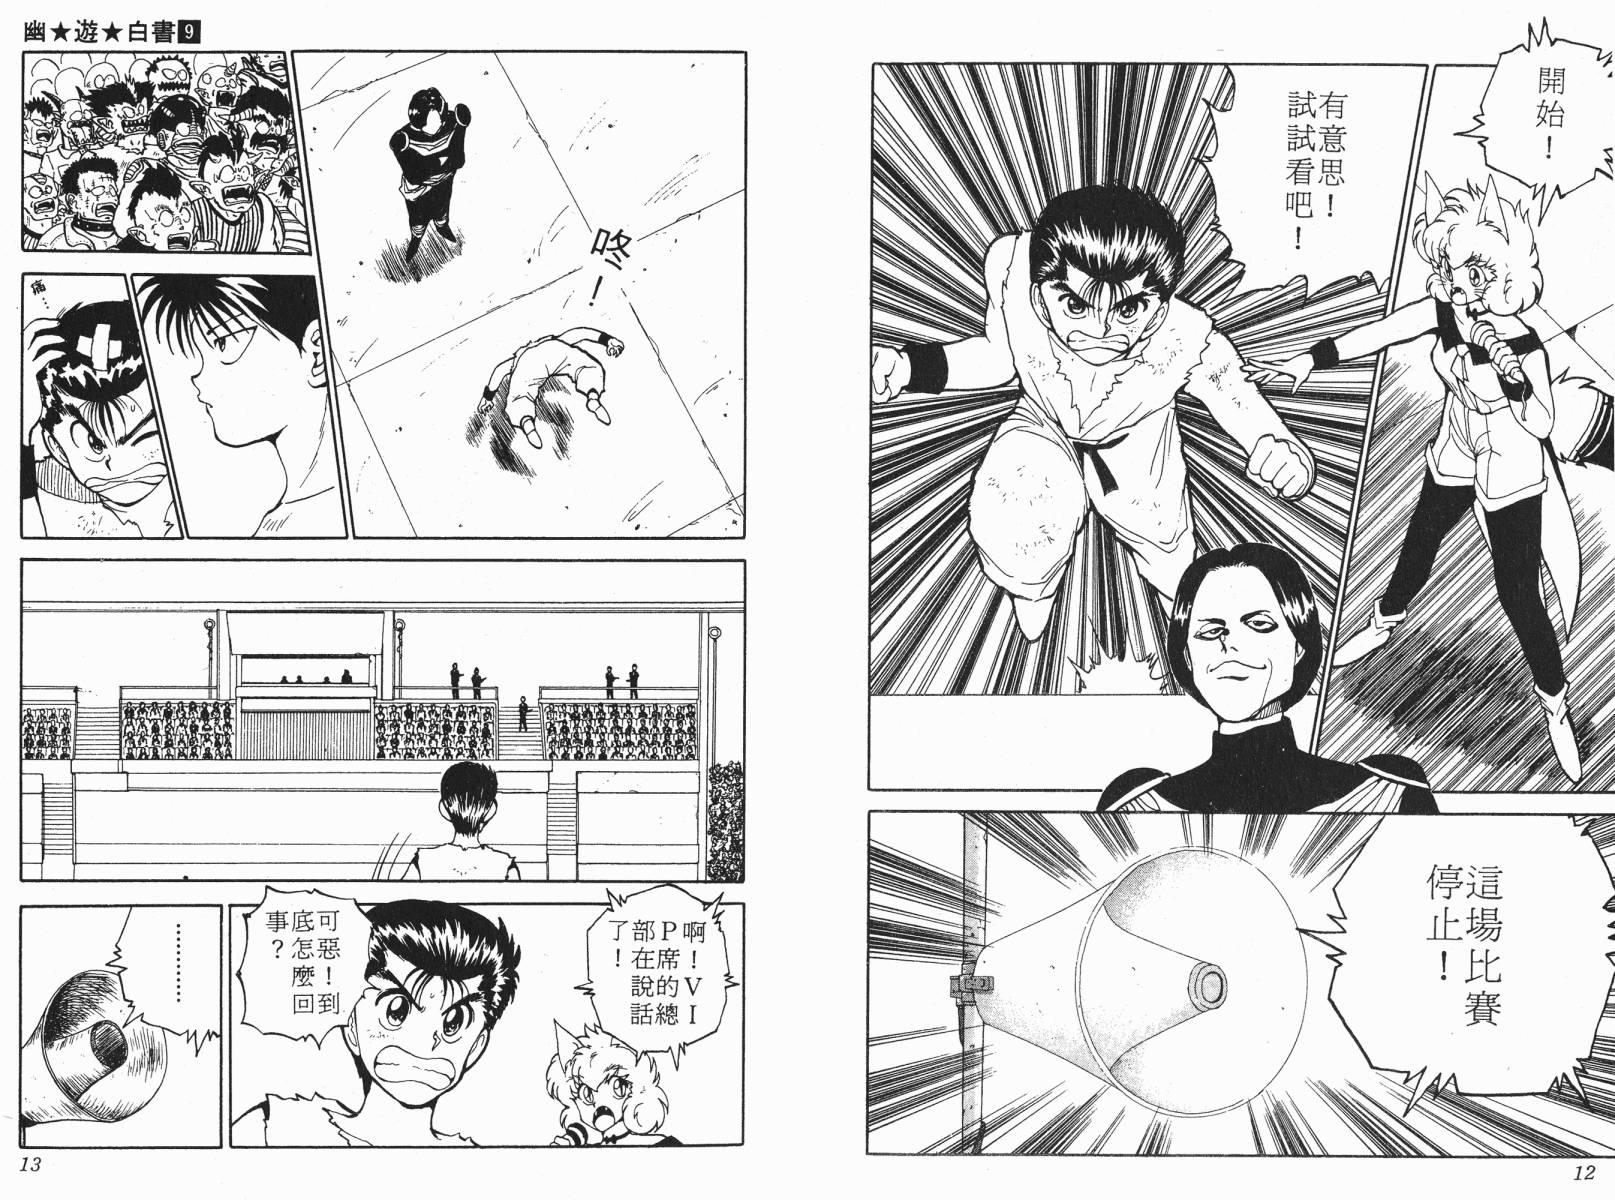 開始！
有意思！
試試看吧！
這場比賽
停止！
12
幽★遊★白書9
咚！
痛…
啊！VI
P席的總
部在說話
了！
可惡！到
底怎麼回
事？
………
13